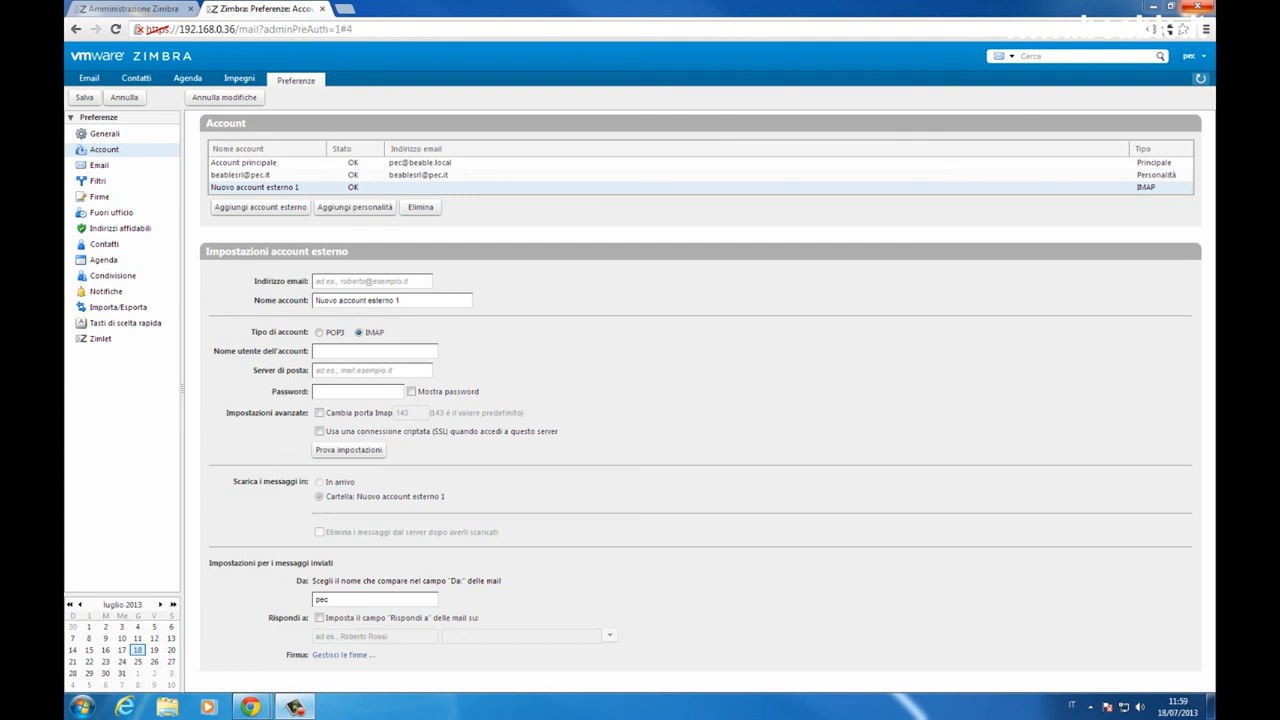 Amministrazione Zimbra
Zimbra: Preferenze: Acco
https://192.168.0.36/mail?adminPreAuth=1#4
vmware ZIMBRA
Cerca
pec
Email Contatti Agenda Impegni Preferenze
Salva Annulla Annulla modifiche
Preferenze
Generali
Account
Email
Filtri
Firme
Fuori ufficio
Indirizzi affidabili
Contatti
Agenda
Condivisione
Notifiche
Importa/Esporta
Tasti di scelta rapida
Zimlet
Account
Nome account Stato Indirizzo email Tipo
Account principale OK pec@beable.local Principale
beablesrl@pec.it OK beablesrl@pec.it Personalità
Nuovo account esterno 1 OK IMAP
Aggiungi account esterno Aggiungi personalità Elimina
Impostazioni account esterno
Indirizzo email: ad es., roberto@esempio.it
Nome account: Nuovo account esterno 1
Tipo di account: POP3 IMAP
Nome utente dell'account:
Server di posta: ad es., mail.esempio.it
Password: Mostra password
Impostazioni avanzate: Cambia porta Imap 143 (143 è il valore predefinito)
Usa una connessione criptata (SSL) quando accedi a questo server
Prova impostazioni
Scarica i messaggi in: In arrivo
Cartella: Nuovo account esterno 1
Elimina i messaggi dal server dopo averli scaricati
Impostazioni per i messaggi inviati
Da: Scegli il nome che compare nel campo "Da:" delle mail
pec
Rispondi a: Imposta il campo "Rispondi a" delle mail su:
ad es., Roberto Rossi
Firma: Gestisci le firme ...
luglio 2013
D L M Me G V S
30 1 2 3 4 5 6
7 8 9 10 11 12 13
14 15 16 17 18 19 20
21 22 23 24 25 26 27
28 29 30 31 1 2 3
4 5 6 7 8 9 10
IT
11:59
18/07/2013